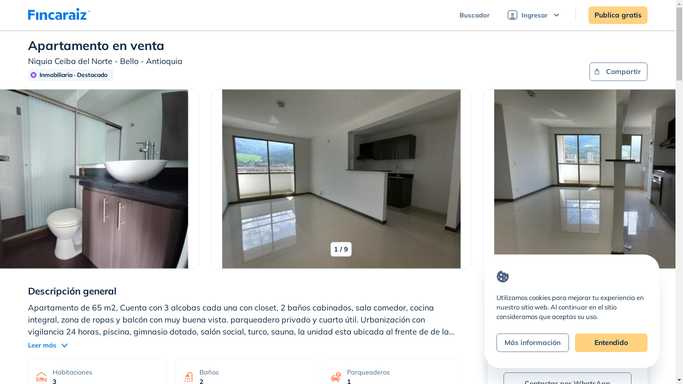 Fincaraiz
Buscador
Ingresar
Publica gratis
Apartamento en venta
Niquia Ceiba del Norte - Bello - Antioquia
Inmobiliaria · Destacado
Compartir
1 / 9
Descripción general
Apartamento de 65 m2, Cuenta con 3 alcobas cada una con closet, 2 baños cabinados, sala comedor, cocina
integral, zona de ropas y balcón con muy buena vista. parqueadero privado y cuarto útil. Urbanización con
vigilancia 24 horas, piscina, gimnasio dotado, salón social, turco, sauna, la unidad esta ubicada al frente de de la...
Leer más
Habitaciones
3
Baños
2
Parqueaderos
1
Utilizamos cookies para mejorar tu experiencia en
nuestro sitio web. Al continuar en el sitio
consideramos que aceptas su uso.
Más información
Entendido
Contactar por WhatsApp